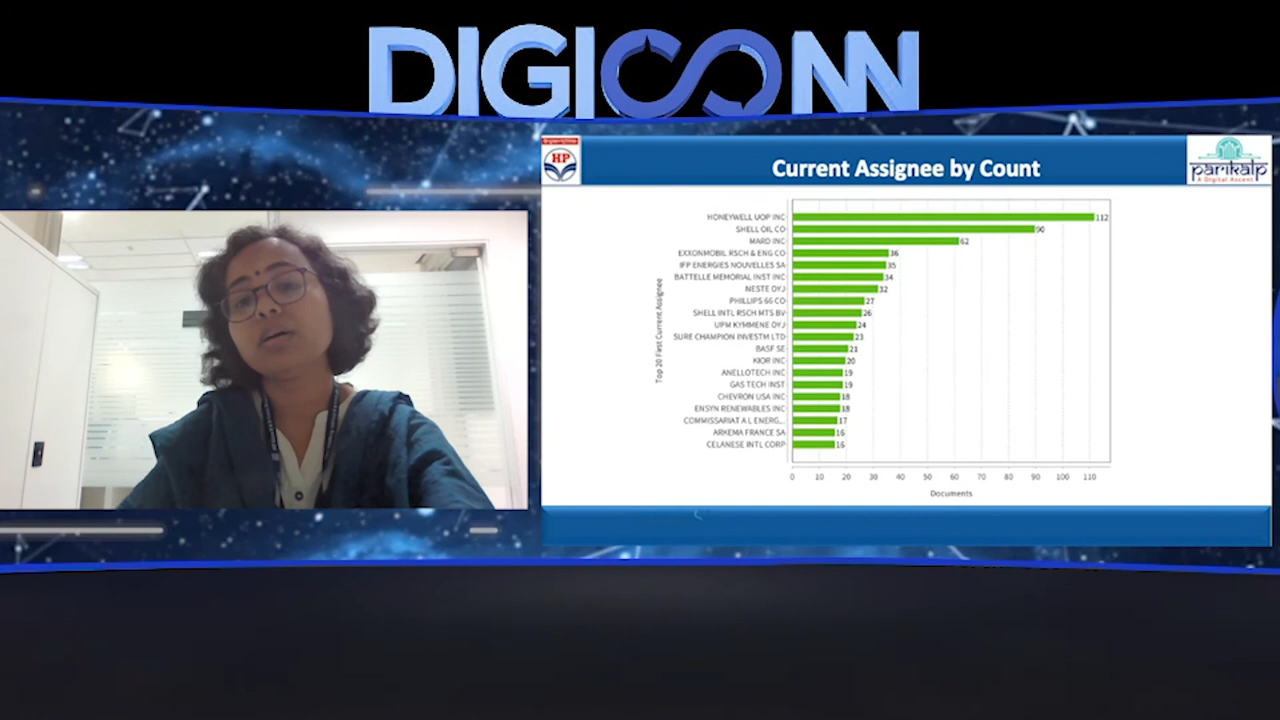 DIGICONN
HP
Current Assignee by Count
parikalp
A Digital Ascent
Top 20 First Current Assignee
HONEYWELL UOP INC 112
SHELL OIL CO 90
MARD INC 62
EXXONMOBIL RSCH & ENG CO 36
IFP ENERGIES NOUVELLES SA 35
BATTELLE MEMORIAL INST INC 34
NESTE OYJ 32
PHILLIPS 66 CO 27
SHELL INTL RSCH MTS BV 26
UPM KYMMENE OYJ 24
SURE CHAMPION INVESTM LTD 23
BASF SE 21
KIOR INC 20
ANELLOTECH INC 19
GAS TECH INST 19
CHEVRON USA INC 18
ENSYN RENEWABLES INC 18
COMMISSARIAT A L ENERG... 17
ARKEMA FRANCE SA 16
CELANESE INTL CORP 16
0 10 20 30 40 50 60 70 80 90 100 110
Documents